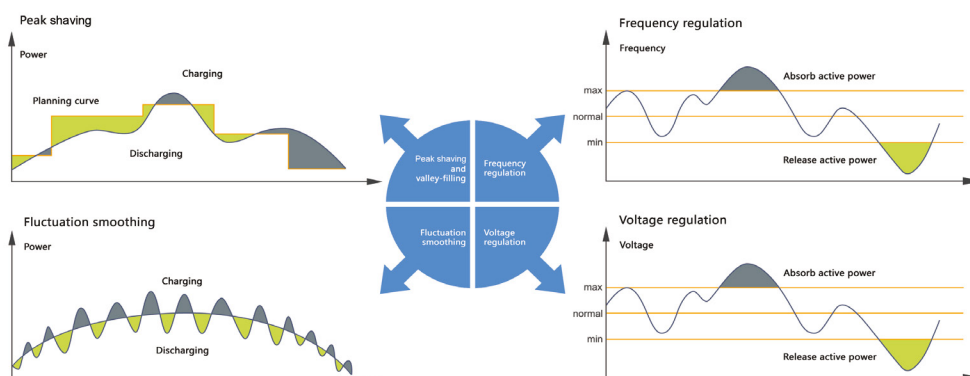 Peak shaving
Power
Charging
Planning curve
Discharging
Frequency regulation
Frequency
Absorb active power
max
normal
min
Release active power
Peak shaving
and
valley-filling
Frequency
regulation
Fluctuation
smoothing
Voltage
regulation
Fluctuation smoothing
Power
Charging
Discharging
Voltage regulation
Voltage
Absorb active power
max
normal
min
Release active power